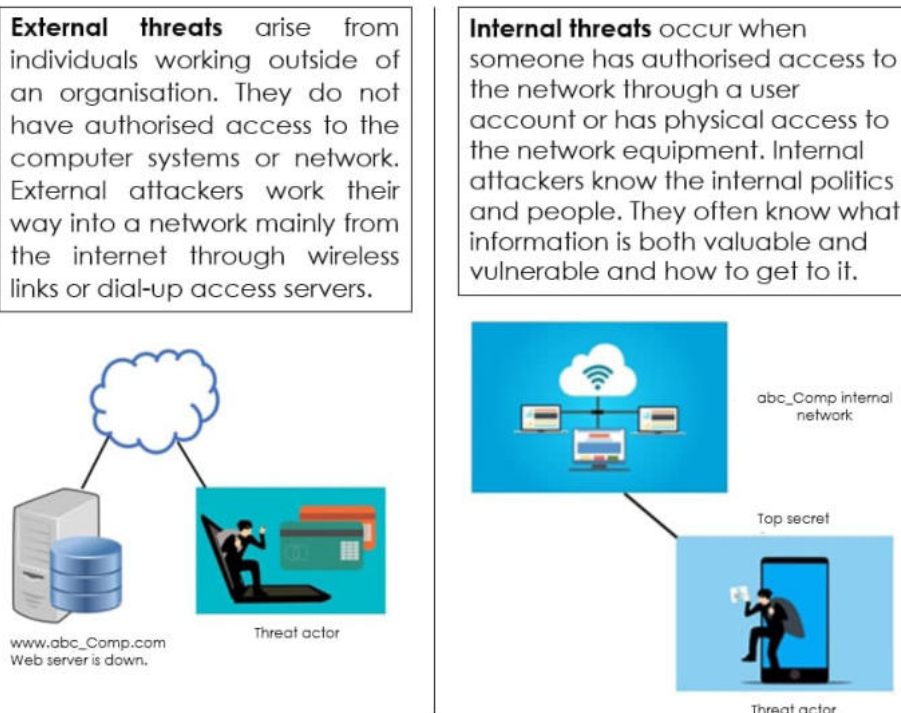 External threats arise from
individuals working outside of
an organisation. They do not
have authorised access to the
computer systems or network.
External attackers work their
way into a network mainly from
the internet through wireless
links or dial-up access servers.
www.abc_Comp.com
Web server is down.
Threat actor
Internal threats occur when
someone has authorised access to
the network through a user
account or has physical access to
the network equipment. Internal
attackers know the internal politics
and people. They often know what
information is both valuable and
vulnerable and how to get to it.
abc_Comp internal
network
Top secret
Threat actor